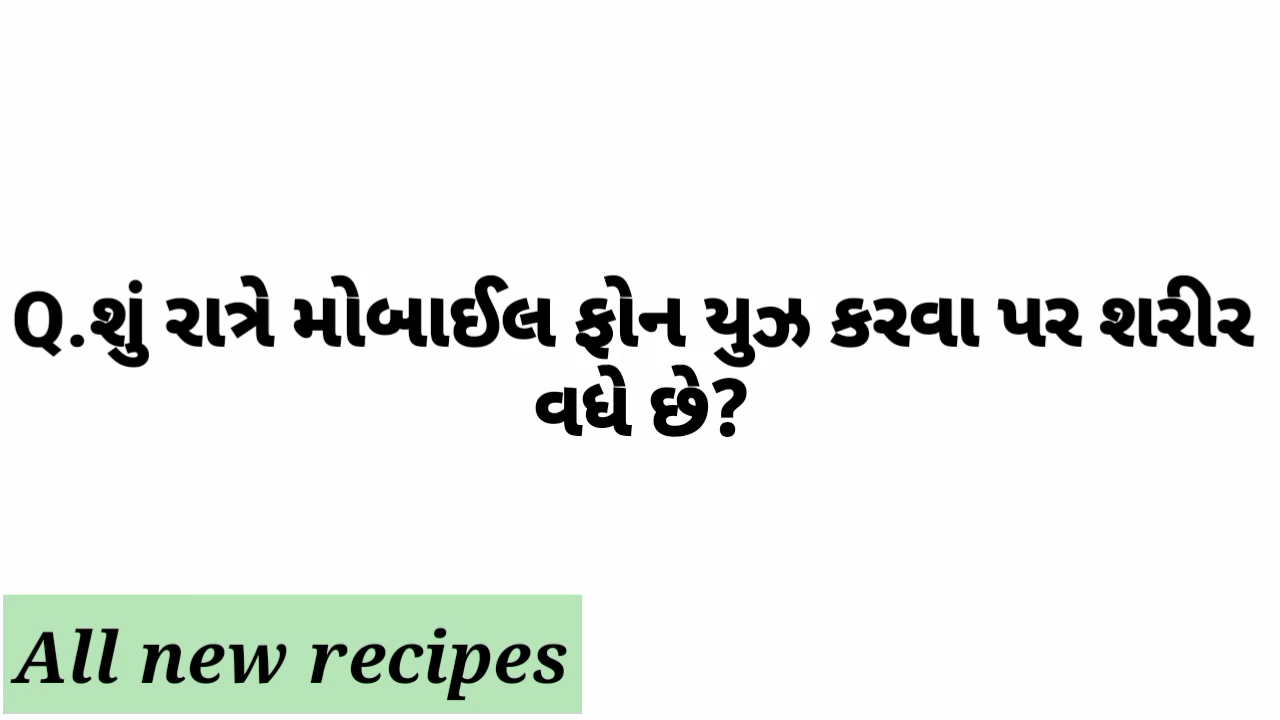 Q.શું રાત્રે મોબાઈલ ફોન યુઝ કરવા પર શરીર
વધે છે?
All new recipes